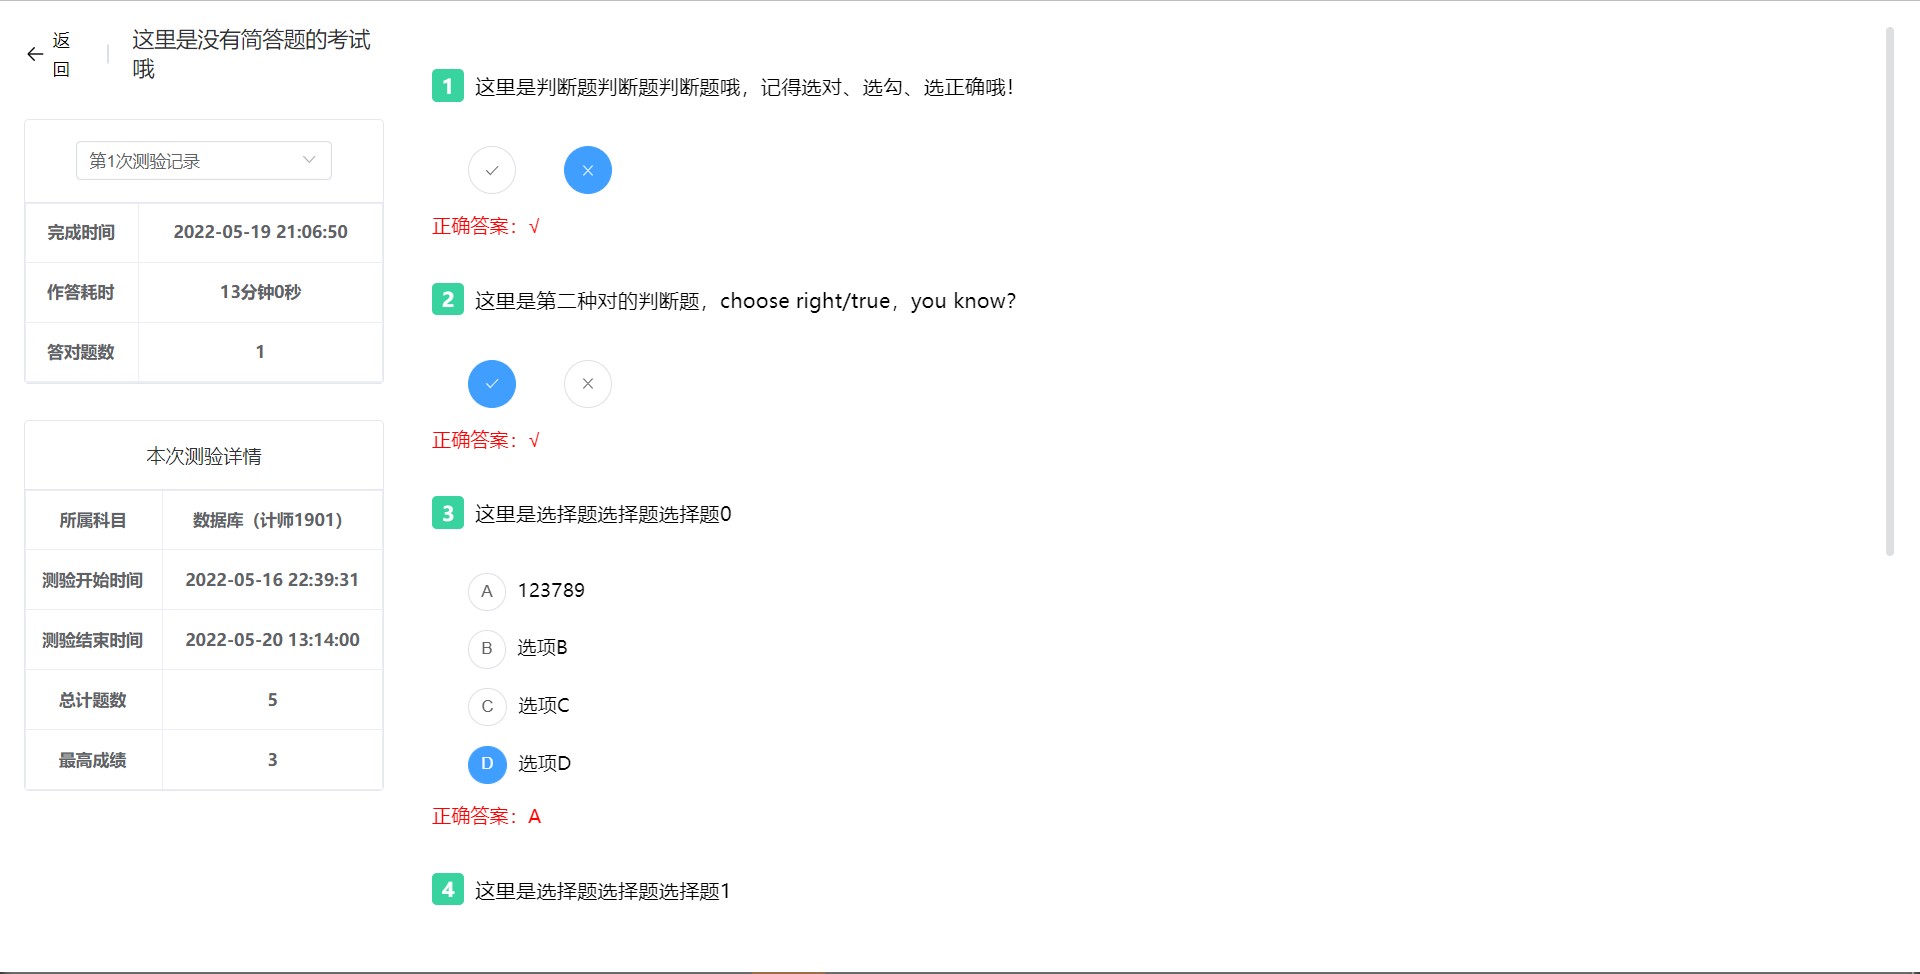 返回
这里是没有简答题的考试
哦
第1次测验记录
完成时间 2022-05-19 21:06:50
作答耗时 13分钟0秒
答对题数 1
本次测验详情
所属科目 数据库（计师1901）
测验开始时间 2022-05-16 22:39:31
测验结束时间 2022-05-20 13:14:00
总计题数 5
最高成绩 3
1 这里是判断题判断题判断题哦，记得选对、选勾、选正确哦！
正确答案：√
2 这里是第二种对的判断题，choose right/true，you know？
正确答案：√
3 这里是选择题选择题选择题0
A 123789
B 选项B
C 选项C
D 选项D
正确答案：A
4 这里是选择题选择题选择题1